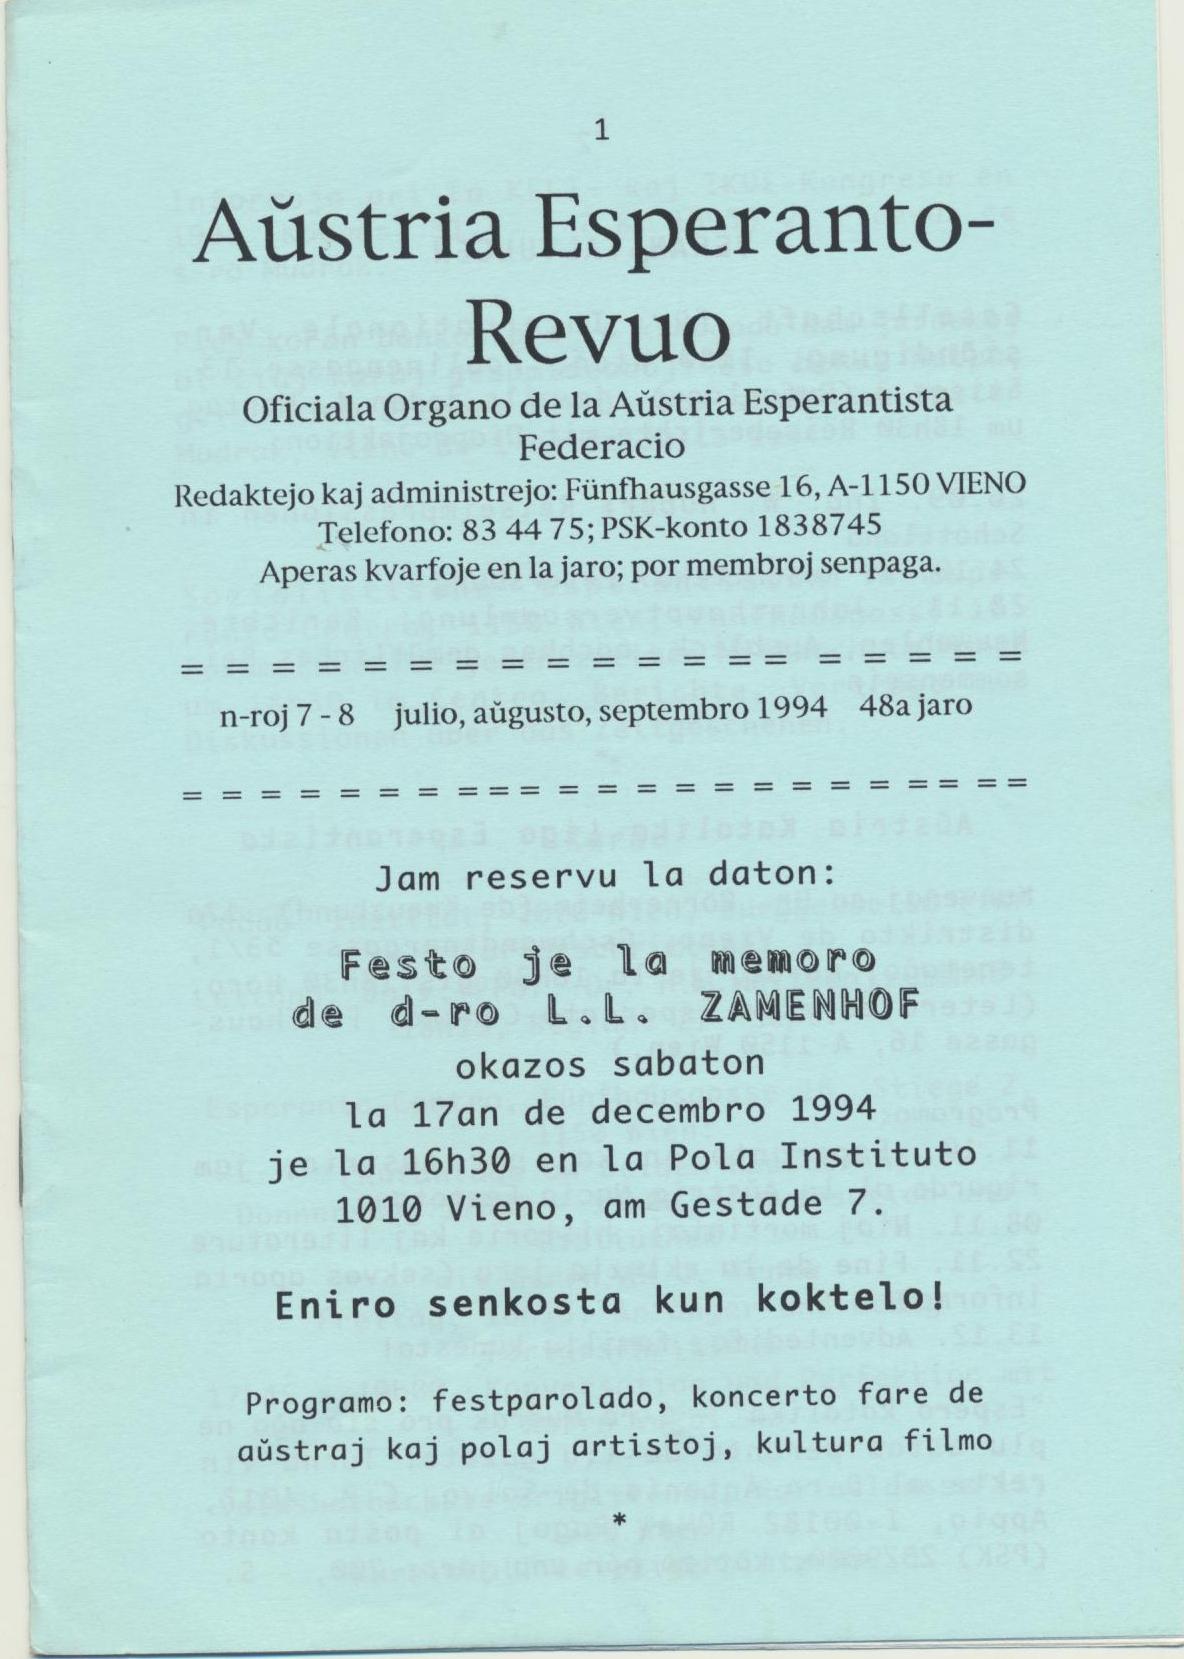 1
Aŭstria Esperanto-
Revuo
Oficiala Organo de la Aŭstria Esperantista
Federacio
Redaktejo kaj administrejo: Fünfhausgasse 16, A-1150 VIENO
Telefono: 83 44 75; PSK-konto 1838745
Aperas kvarfoje en la jaro; por membroj senpaga.
= = = = = = = = = = = = = = = = = = =
n-roj 7 - 8 julio, aŭgusto, septembro 1994 48a jaro
= = = = = = = = = = = = = = = = = = = = = =
Jam reservu la daton:
Festo je la memoro
de d-ro L.L. ZAMENHOF
okazos sabaton
la 17an de decembro 1994
je la 16h30 en la Pola Instituto
1010 Vieno, am Gestade 7.
Eniro senkosta kun koktelo!
Programo: festparolado, koncerto fare de
aŭstraj kaj polaj artistoj, kultura filmo
*